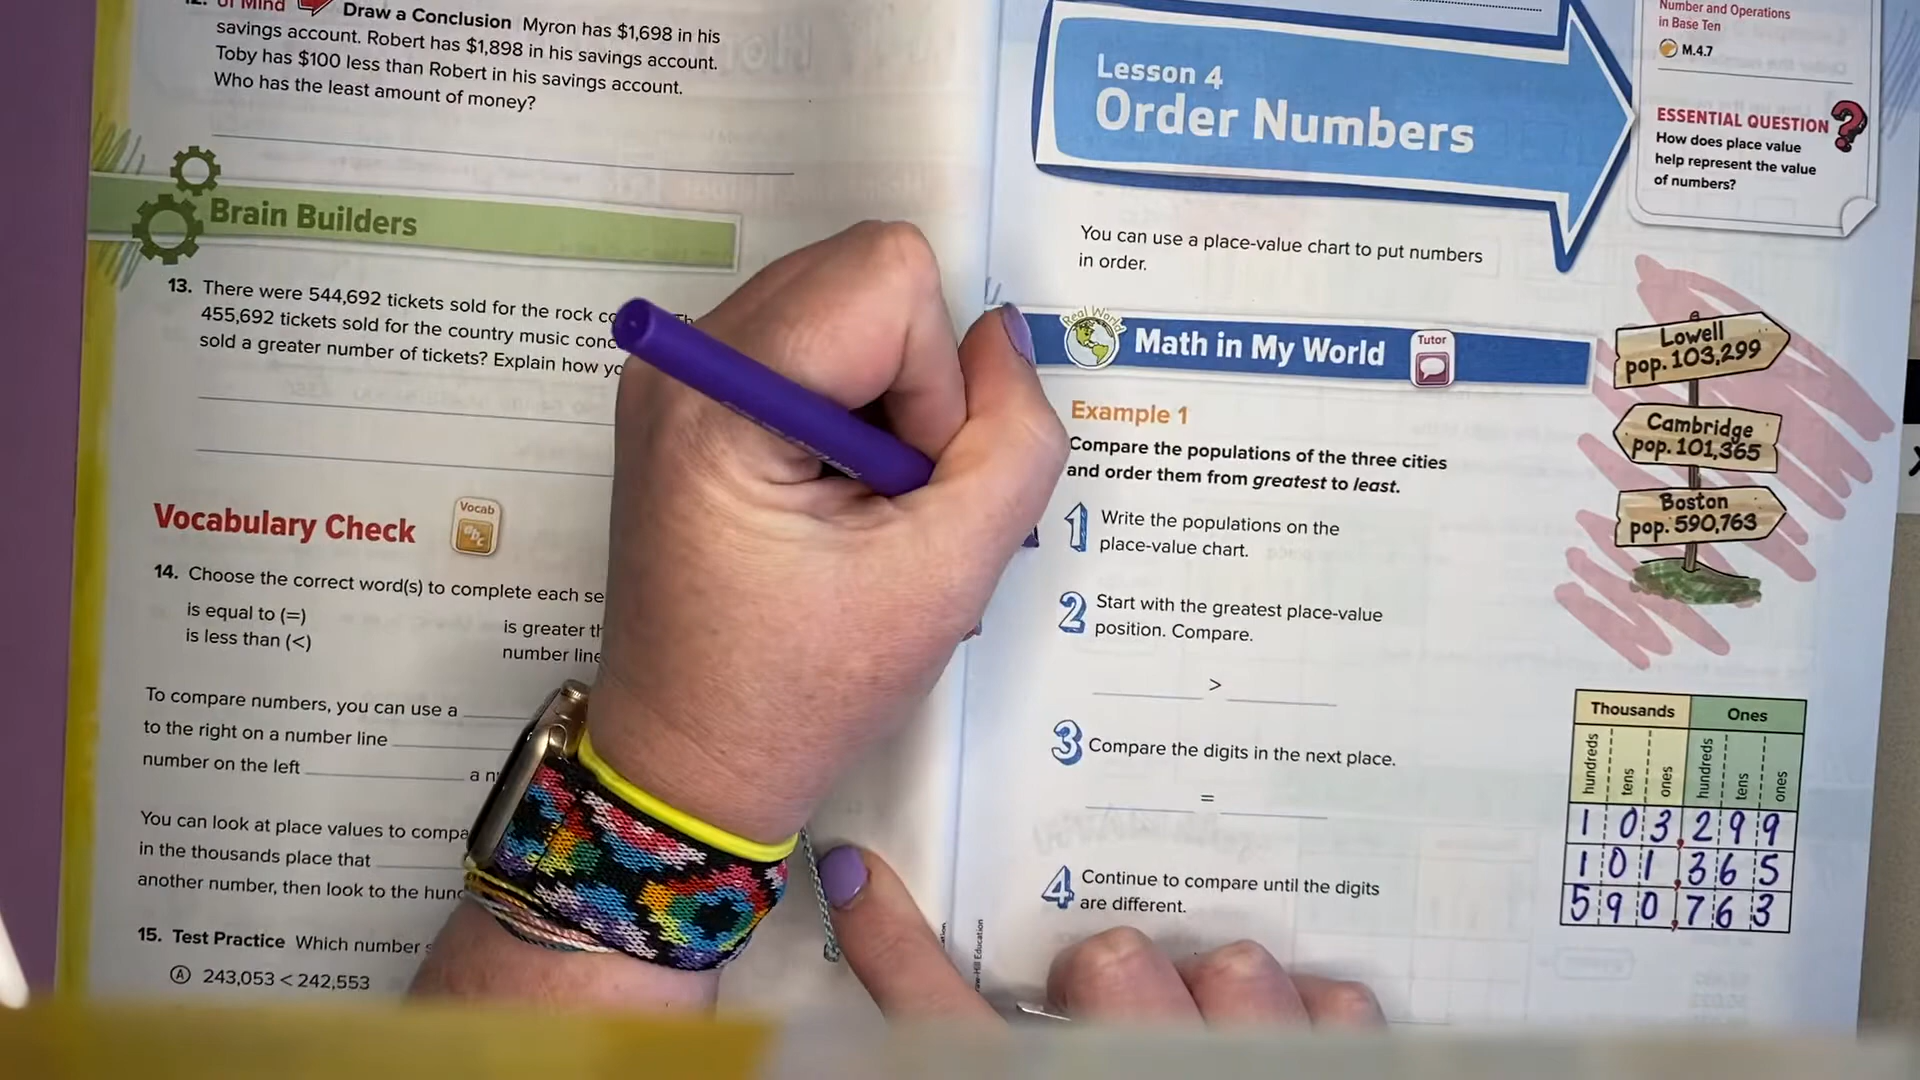 of Mind Draw a Conclusion Myron has $1,698 in his
savings account. Robert has $1,898 in his savings account.
Toby has $100 less than Robert in his savings account.
Who has the least amount of money?
Brain Builders
13. There were 544,692 tickets sold for the rock
455,692 tickets sold for the country music
sold a greater number of tickets? Explain how
Vocabulary Check
Vocab
abc
14. Choose the correct word(s) to complete each
is equal to (=)
is greater
is less than (<)
number line
To compare numbers, you can use a
to the right on a number line
number on the left
a
You can look at place values to
in the thousands place that
another number, then look to the
15. Test Practice Which number
A 243,053 < 242,553
Lesson 4
Order Numbers
Number and Operations
in Base Ten
M.4.7
ESSENTIAL QUESTION
How does place value
help represent the value
of numbers?
You can use a place-value chart to put numbers
in order.
Real World
Math in My World
Tutor
Example 1
Compare the populations of the three cities
and order them from greatest to least.
1 Write the populations on the
place-value chart.
2 Start with the greatest place-value
position. Compare.
>
3 Compare the digits in the next place.
=
4 Continue to compare until the digits
are different.
Lowell
pop. 103,299
Cambridge
pop. 101,365
Boston
pop. 590,763
Thousands Ones
hundreds tens ones hundreds tens ones
1 0 3, 2 9 9
1 0 1, 3 6 5
5 9 0, 7 6 3